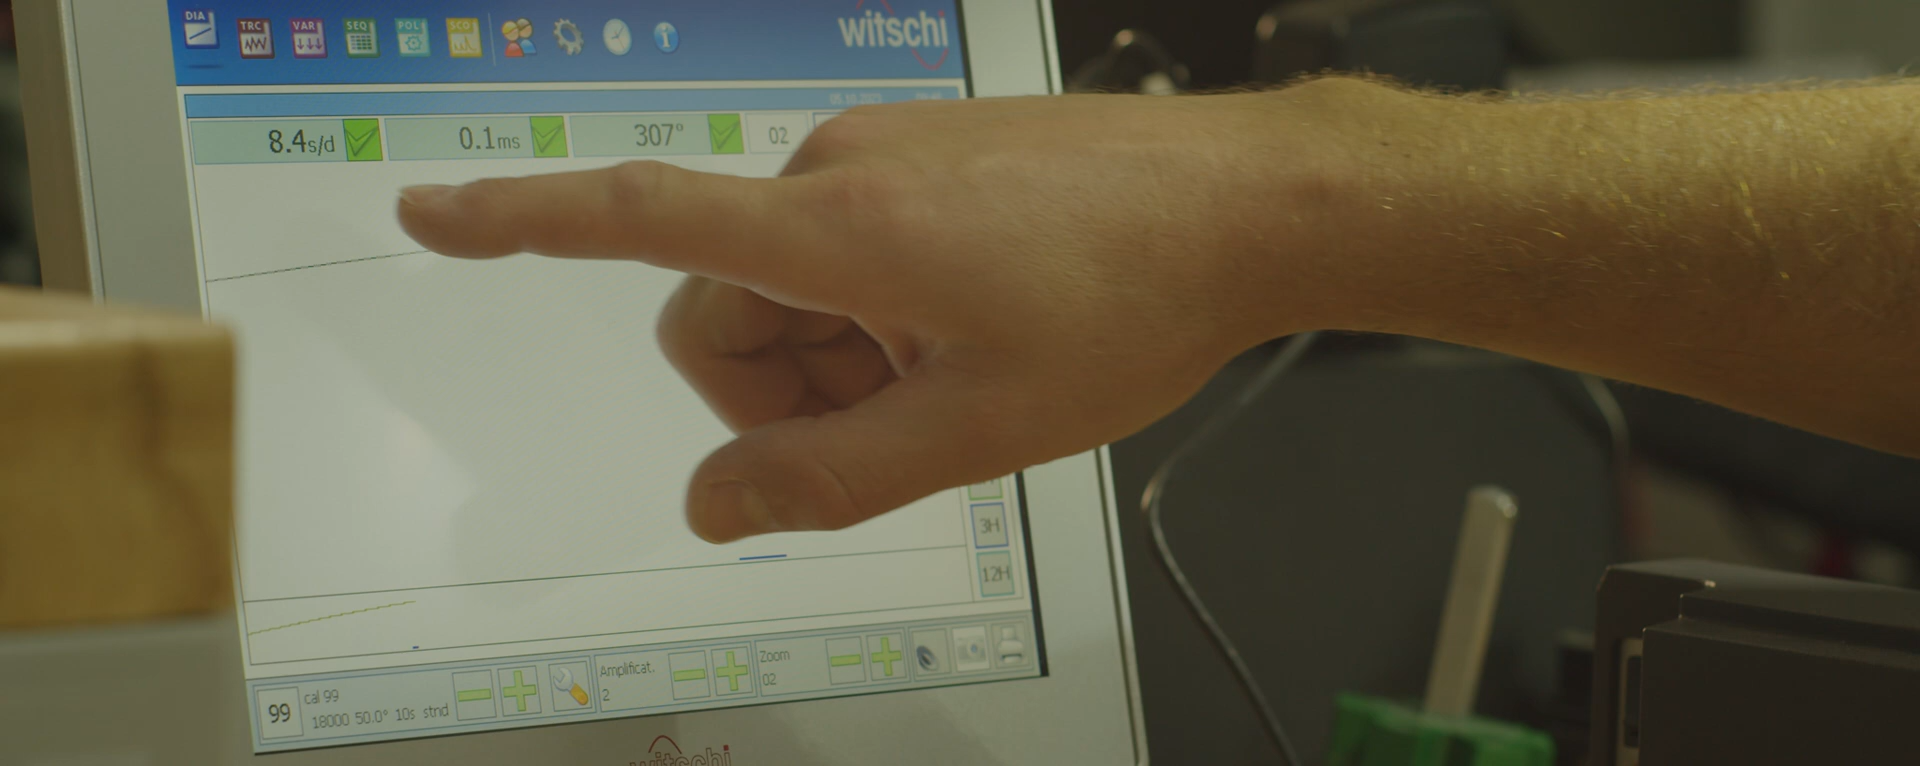 DIA TRC VAR SEQ POL SCO
witschi
8.4s/d 0.1ms 307° 02
3H
12H
99 cal 99
18000 50.0° 10s stnd
Amplificat.
2
Zoom
02
witschi